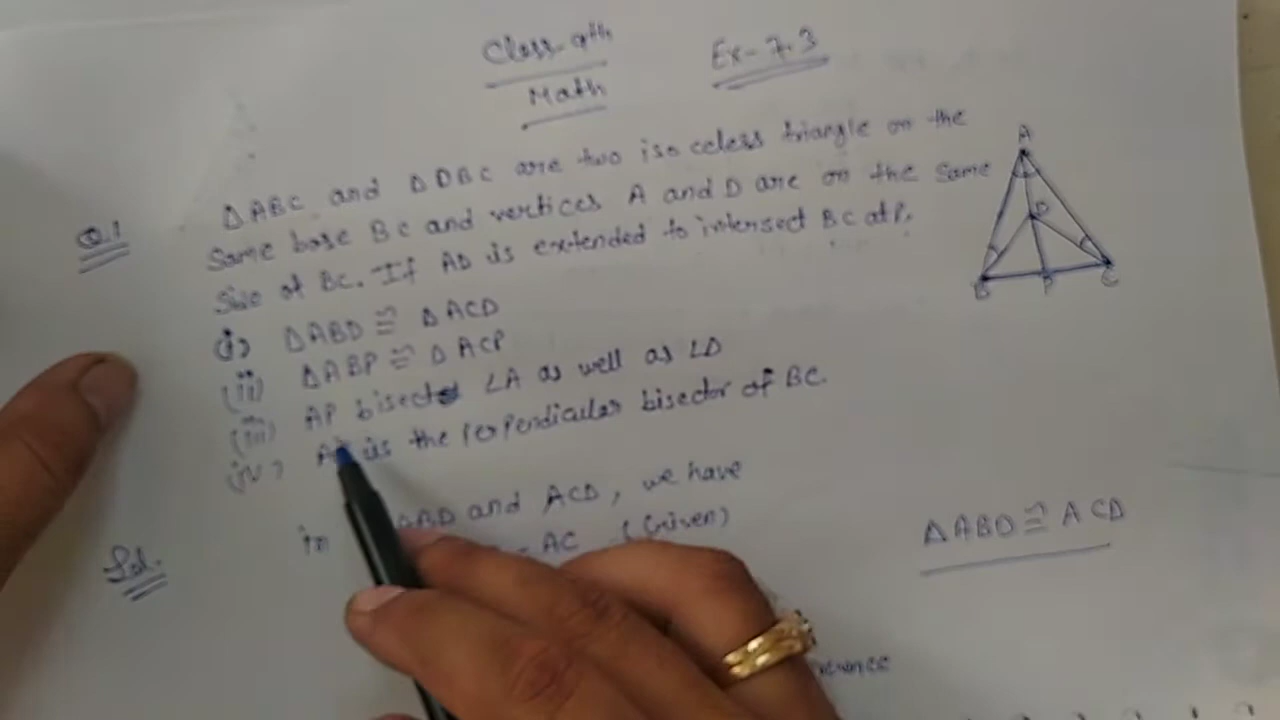 Class-9th
Ex-7.3
Math
Q.1 ΔABC and ΔDBC are two isoceless triangle on the
Same base BC and vertices A and D are on the Same
Side of BC. If AD is extended to intersect BC at P.
(i) ΔABD ≅ ΔACD
(ii) ΔABP ≅ ΔACP
(iii) AP bisects ∠A as well as ∠D
(iv) AP is the perpendicular bisector of BC.
A
D
B
P
C
Sol. in ABD and ACD, we have
AC (Given)
ΔABD ≅ ACD